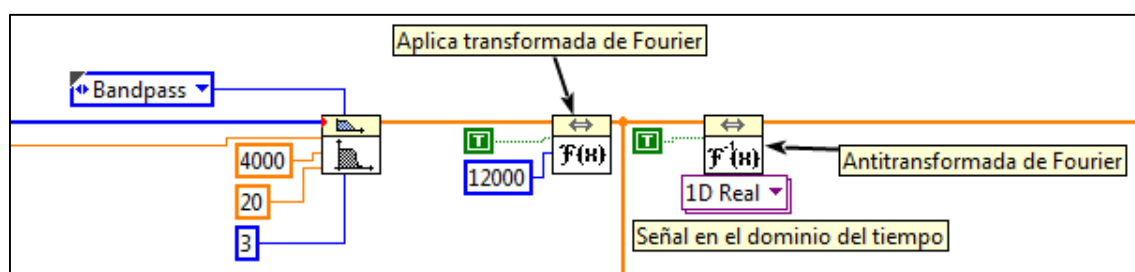 Aplica transformada de Fourier
Bandpass
4000
20
3
T
12000
F(x)
T
F⁻¹(x)
1D Real
Antitransformada de Fourier
Señal en el dominio del tiempo